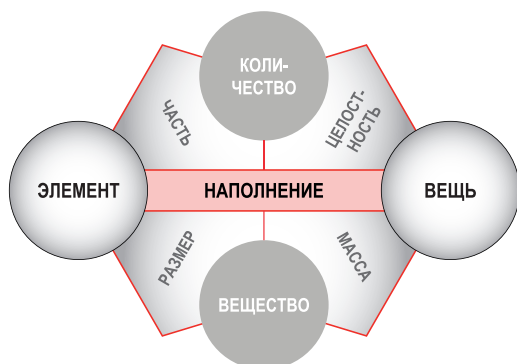 КОЛИ-
ЧЕСТВО
ЧАСТЬ
ЦЕЛОСТ-
НОСТЬ
ЭЛЕМЕНТ
НАПОЛНЕНИЕ
ВЕЩЬ
РАЗМЕР
МАССА
ВЕЩЕСТВО